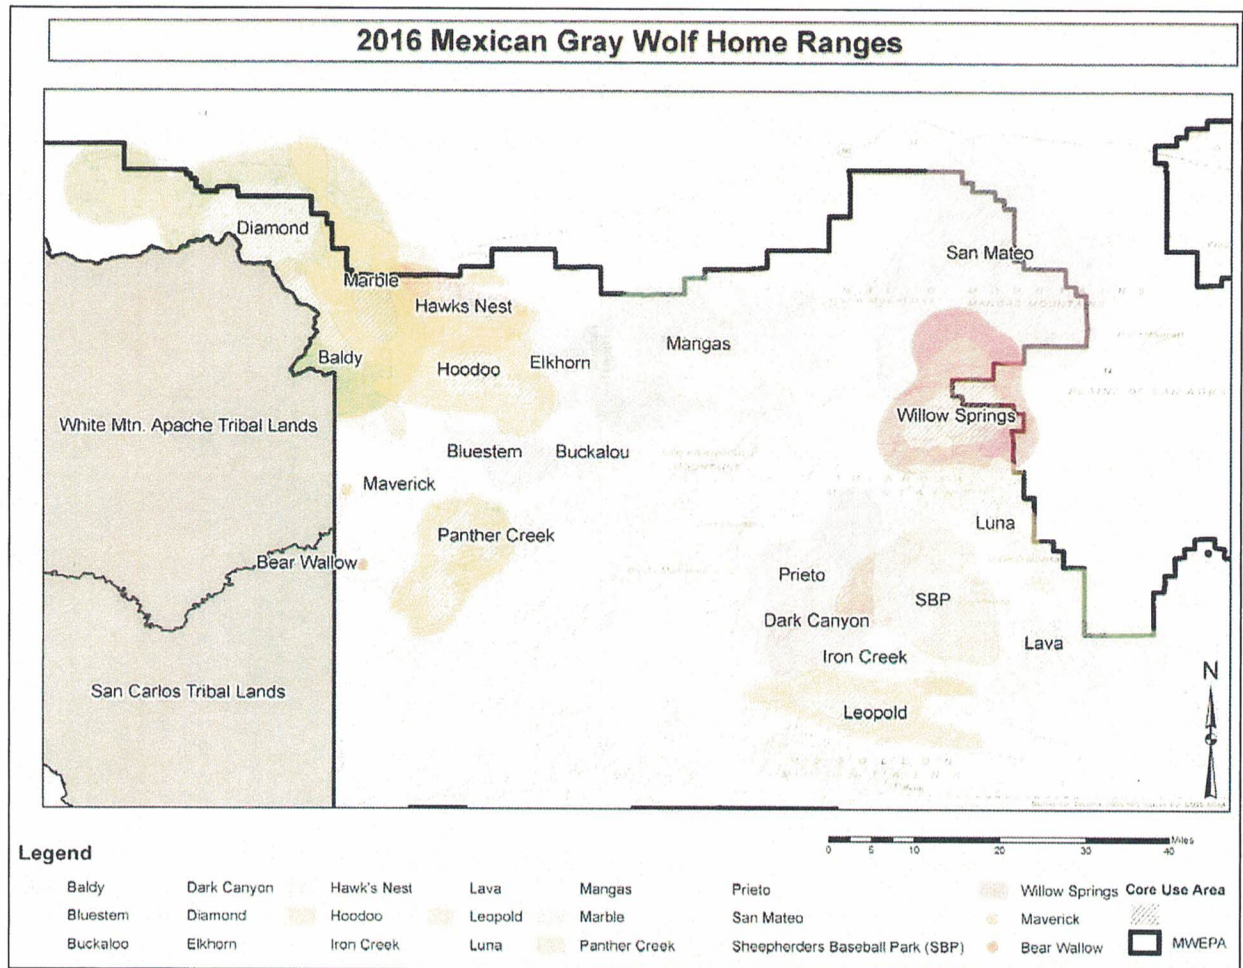 2016 Mexican Gray Wolf Home Ranges
Diamond
San Mateo
Marble
Hawks Nest
Mangas
Baldy
Hoodoo
Elkhorn
Willow Springs
White Mtn. Apache Tribal Lands
Bluestem
Buckalou
Maverick
Luna
Panther Creek
Bear Wallow
Prieto
SBP
Dark Canyon
Lava
Iron Creek
San Carlos Tribal Lands
N
Leopold
Miles
0 5 10 20 30 40
Legend
Baldy Dark Canyon Hawk's Nest Lava Mangas Prieto Willow Springs Core Use Area
Bluestem Diamond Hoodoo Leopold Marble San Mateo Maverick
Buckaloo Elkhorn Iron Creek Luna Panther Creek Sheepherders Baseball Park (SBP) Bear Wallow MWEPA